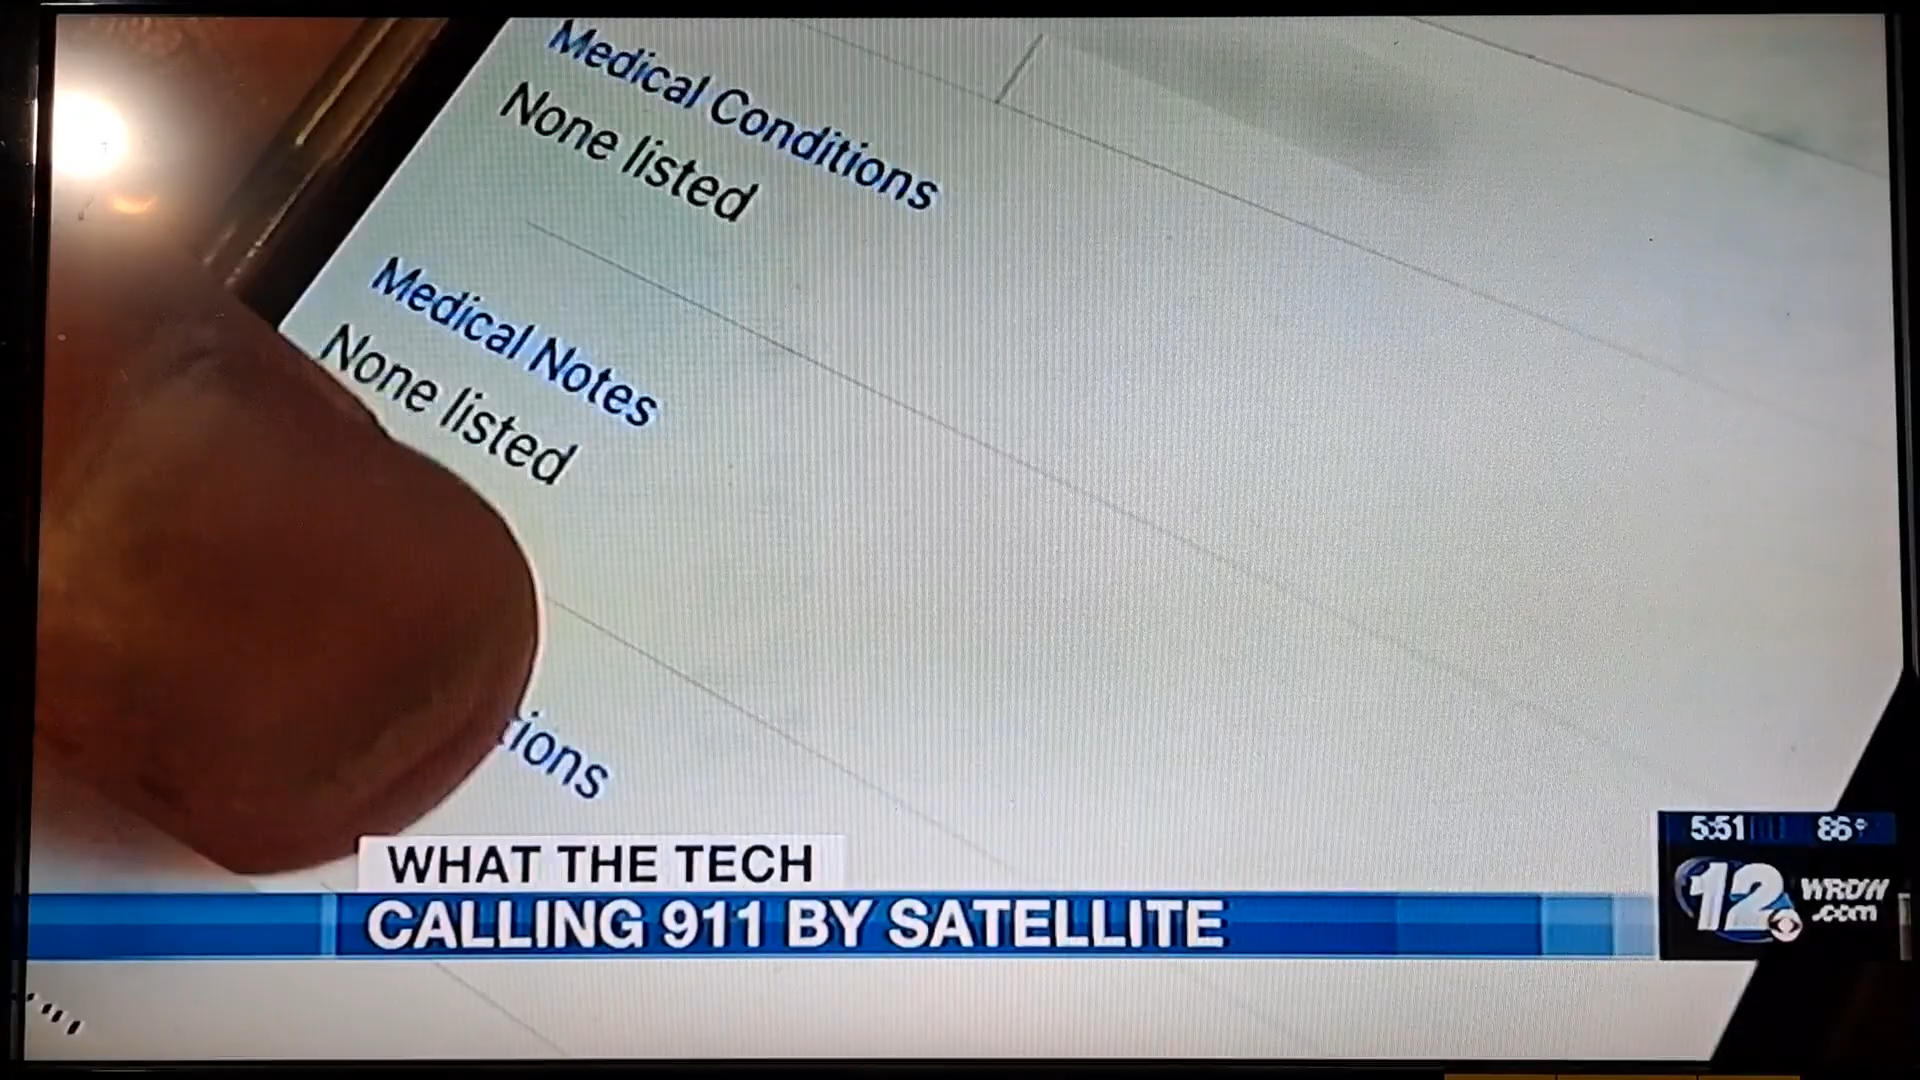 Medical Conditions
None listed
Medical Notes
None listed
tions
WHAT THE TECH
CALLING 911 BY SATELLITE
5:51 86°
12 WRDW
.com